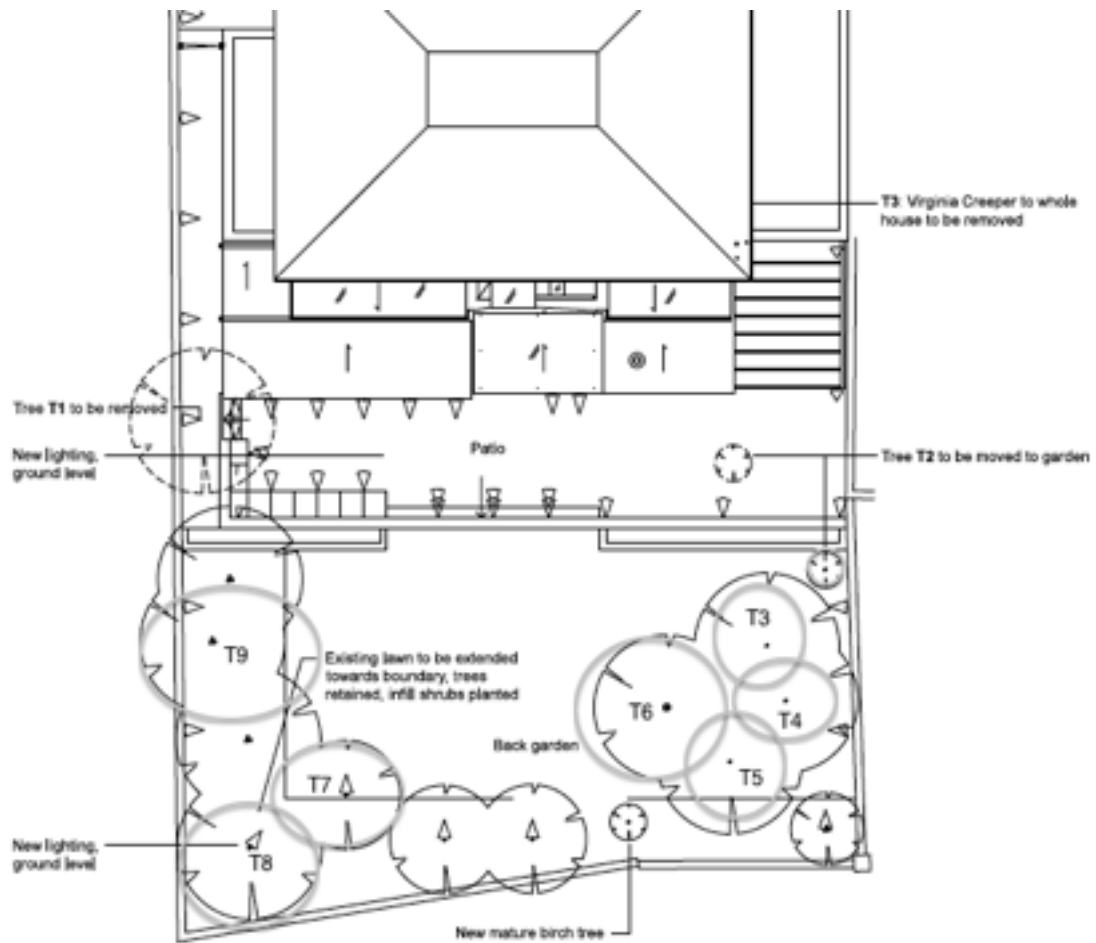 T3: Virginia Creeper to whole
house to be removed
Tree T1 to be removed
New lighting,
ground level
Patio
Tree T2 to be moved to garden
T3
T9
Existing lawn to be extended
towards boundary, trees
retained, infill shrubs planted
T6
T4
Back garden
T5
T7
New lighting,
ground level
T8
New mature birch tree